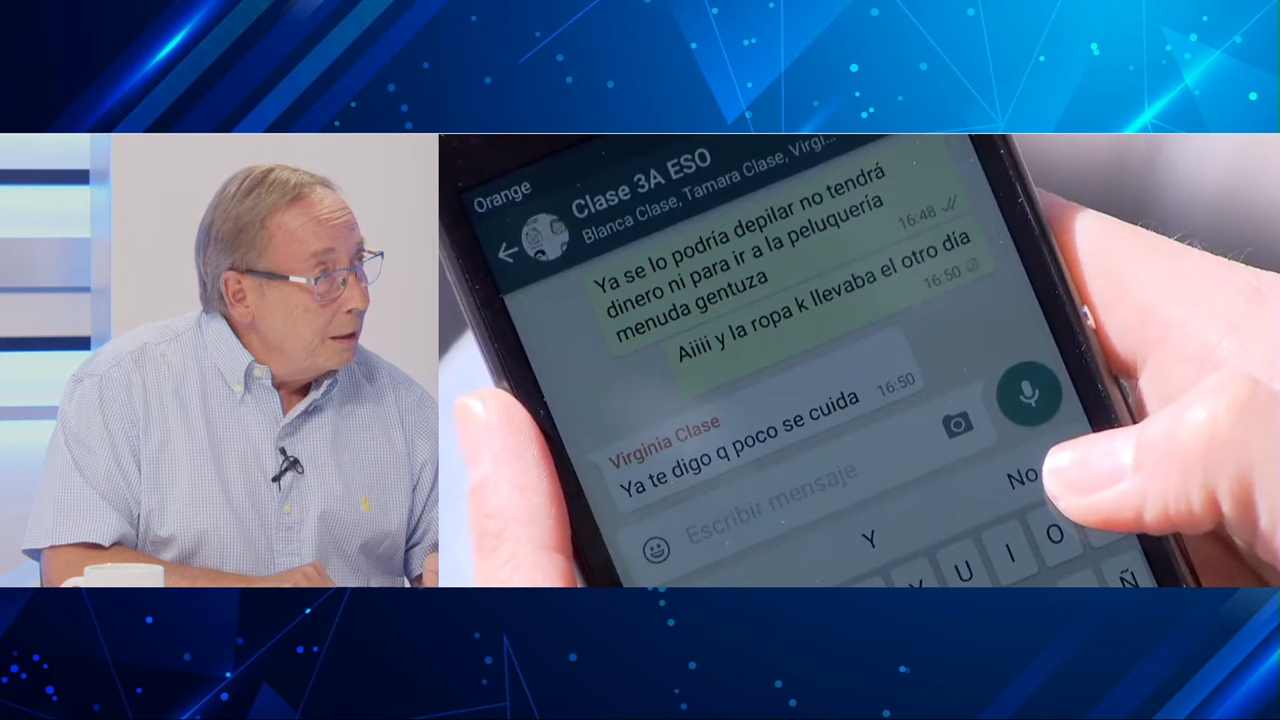 Orange
Clase 3A ESO
Blanca Clase, Tamara Clase, Virgi...
Ya se lo podría depilar no tendrá
dinero ni para ir a la peluquería
menuda gentuza
16:48
Aiiii y la ropa k llevaba el otro día
16:50
Virginia Clase
Ya te digo q poco se cuida
16:50
Escribir mensaje
Y
No
Y U I O
Ñ